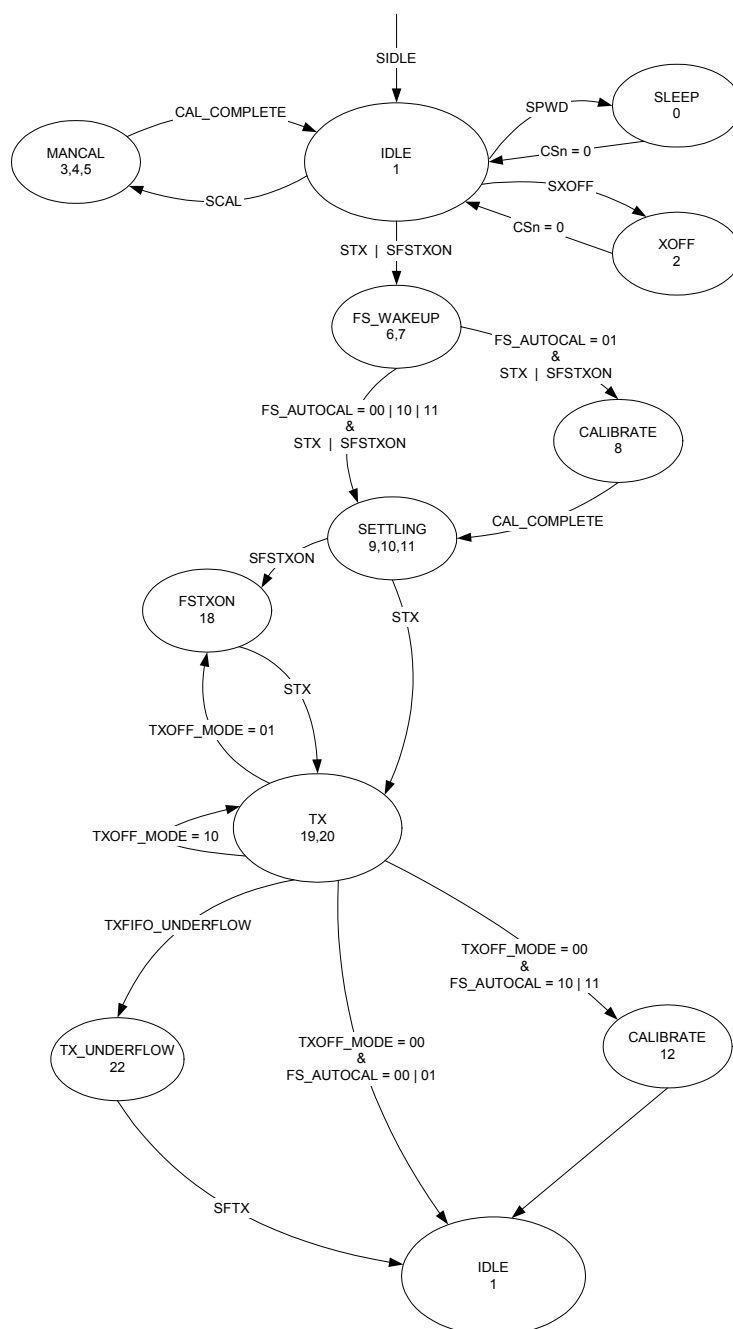 SIDLE
SPWD
SLEEP
0
CAL_COMPLETE
MANCAL
3,4,5
IDLE
1
CSn = 0
SCAL
SXOFF
CSn = 0
XOFF
2
STX | SFSTXON
FS_WAKEUP
6,7
FS_AUTOCAL = 01
&
STX | SFSTXON
FS_AUTOCAL = 00 | 10 | 11
&
STX | SFSTXON
CALIBRATE
8
SETTLING
9,10,11
CAL_COMPLETE
SFSTXON
FSTXON
18
STX
STX
TXOFF_MODE = 01
TX
19,20
TXOFF_MODE = 10
TXFIFO_UNDERFLOW
TXOFF_MODE = 00
&
FS_AUTOCAL = 10 | 11
TXOFF_MODE = 00
&
FS_AUTOCAL = 00 | 01
TX_UNDERFLOW
22
CALIBRATE
12
SFTX
IDLE
1